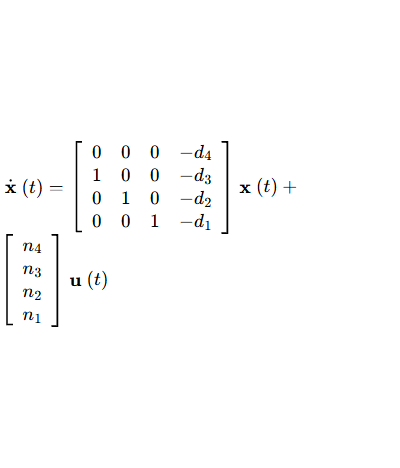 ẋ (t) = [ 0 0 0 −d₄
1 0 0 −d₃
0 1 0 −d₂
0 0 1 −d₁ ] x (t) +
[ n₄
n₃
n₂
n₁ ] u (t)